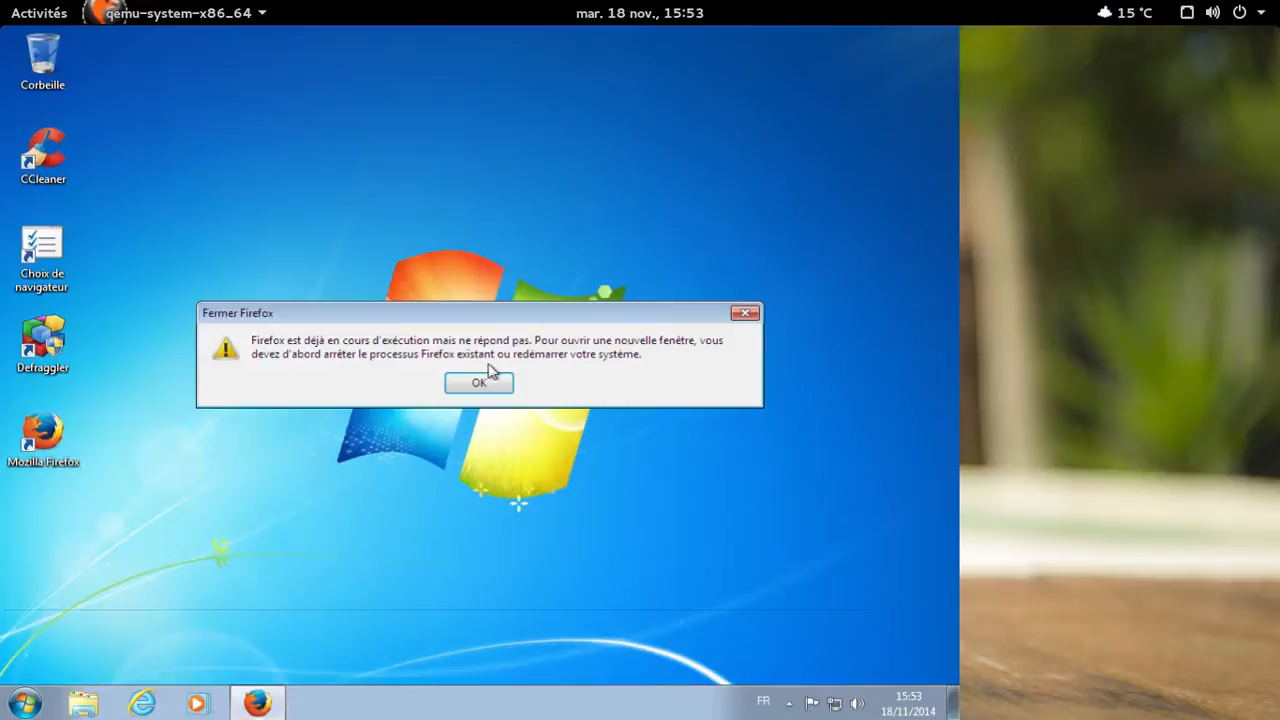 Activités
qemu-system-x86_64
mar. 18 nov., 15:53
15 °C
Corbeille
CCleaner
Choix de
navigateur
Defraggler
Mozilla Firefox
Fermer Firefox
Firefox est déjà en cours d'exécution mais ne répond pas. Pour ouvrir une nouvelle fenêtre, vous
devez d'abord arrêter le processus Firefox existant ou redémarrer votre système.
OK
FR
15:53
18/11/2014